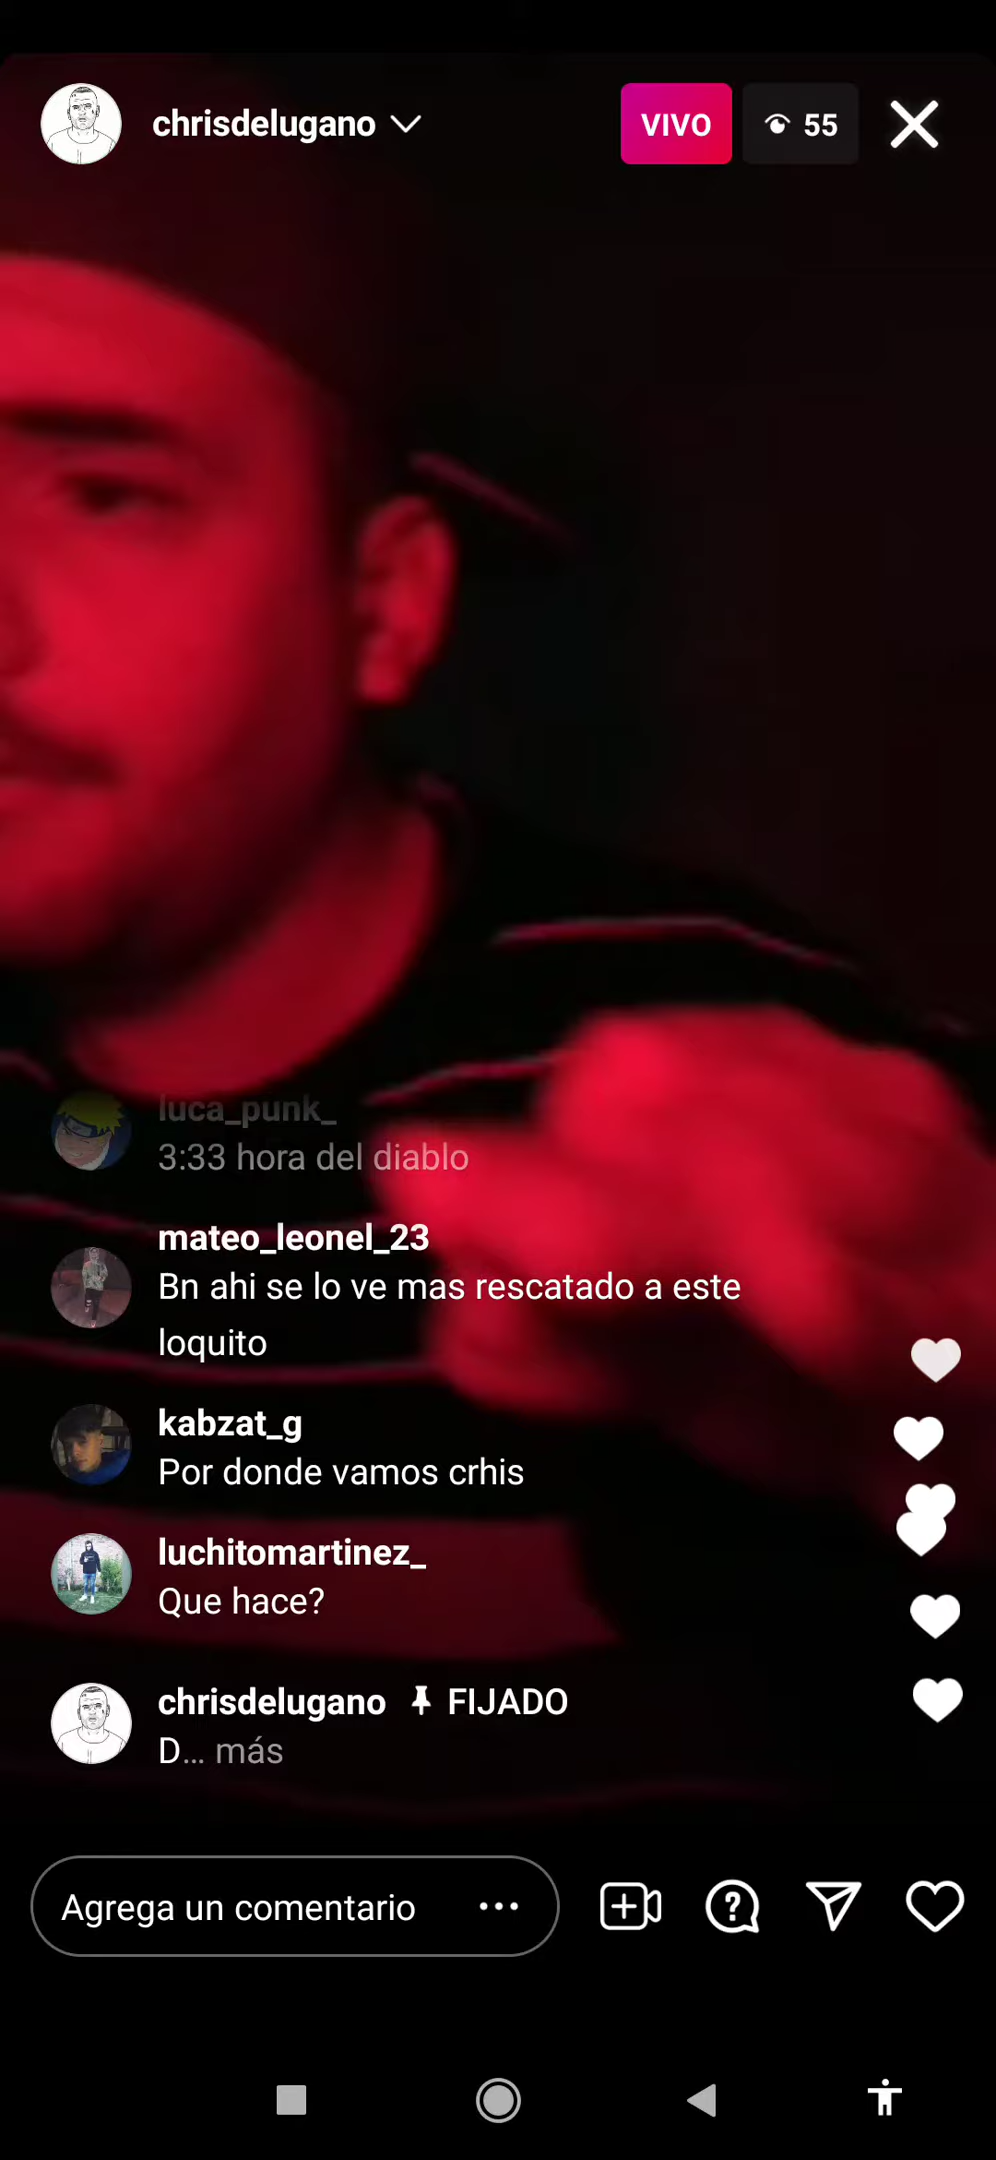 chrisdelugano
VIVO
55
luca_punk_
3:33 hora del diablo
mateo_leonel_23
Bn ahi se lo ve mas rescatado a este
loquito
kabzat_g
Por donde vamos crhis
luchitomartinez_
Que hace?
chrisdelugano FIJADO
D... más
Agrega un comentario